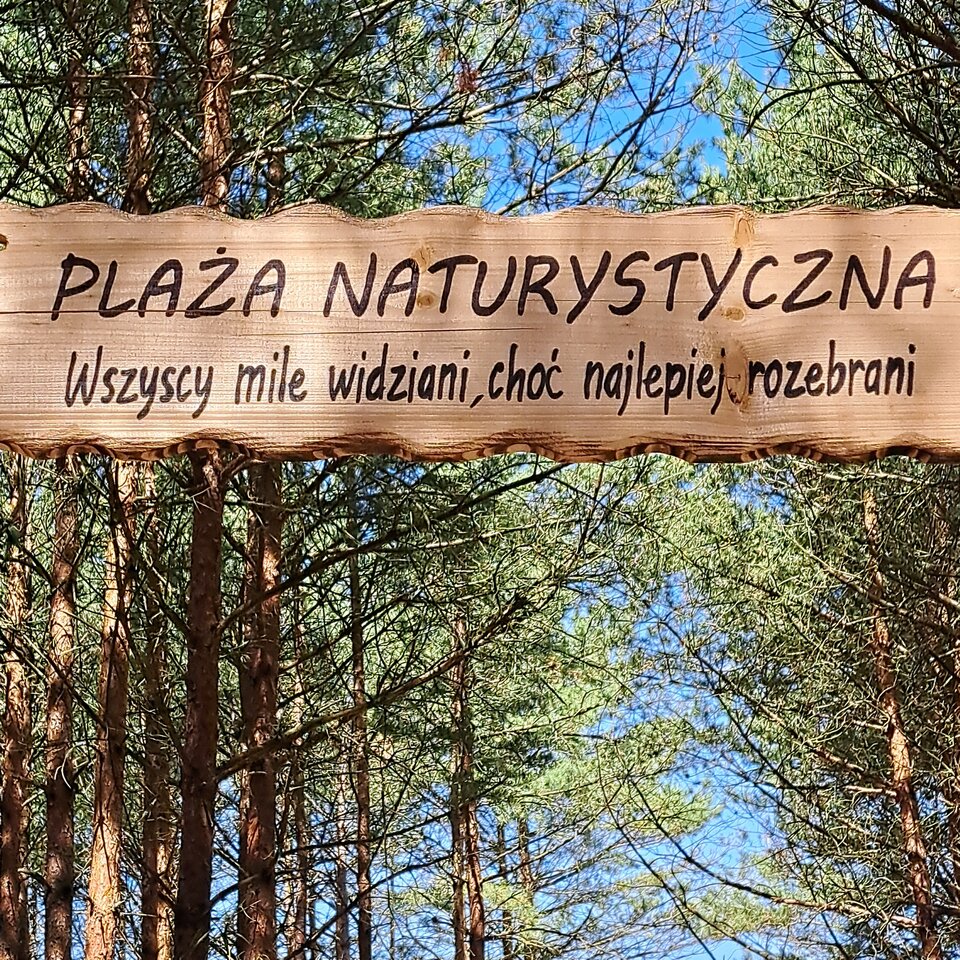 PLAŻA NATURYSTYCZNA
Wszyscy mile widziani, choć najlepiej rozebrani